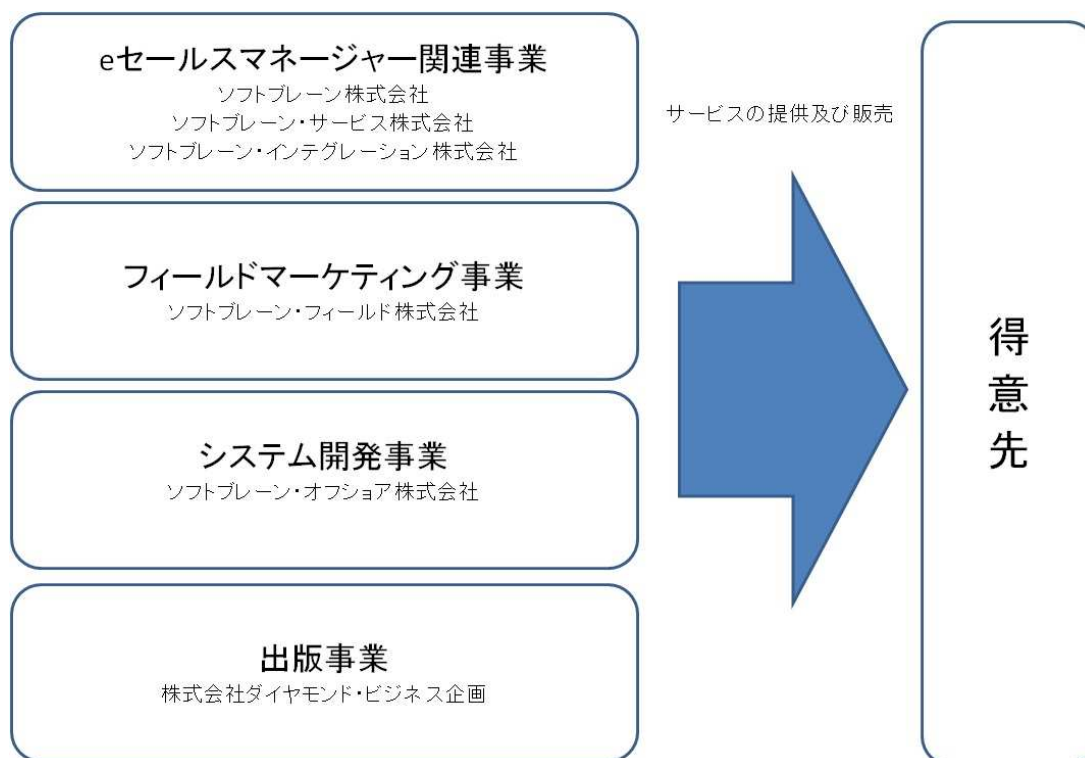 eセールスマネージャー関連事業
ソフトブレーン株式会社
ソフトブレーン・サービス株式会社
ソフトブレーン・インテグレーション株式会社
フィールドマーケティング事業
ソフトブレーン・フィールド株式会社
システム開発事業
ソフトブレーン・オフショア株式会社
出版事業
株式会社ダイヤモンド・ビジネス企画
サービスの提供及び販売
得意先